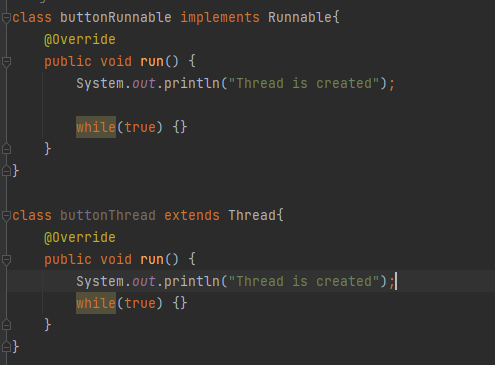 class buttonRunnable implements Runnable{
    @Override
    public void run() {
        System.out.println("Thread is created");

        while(true) {}
    }
}

class buttonThread extends Thread{
    @Override
    public void run() {
        System.out.println("Thread is created");
        while(true) {}
    }
}